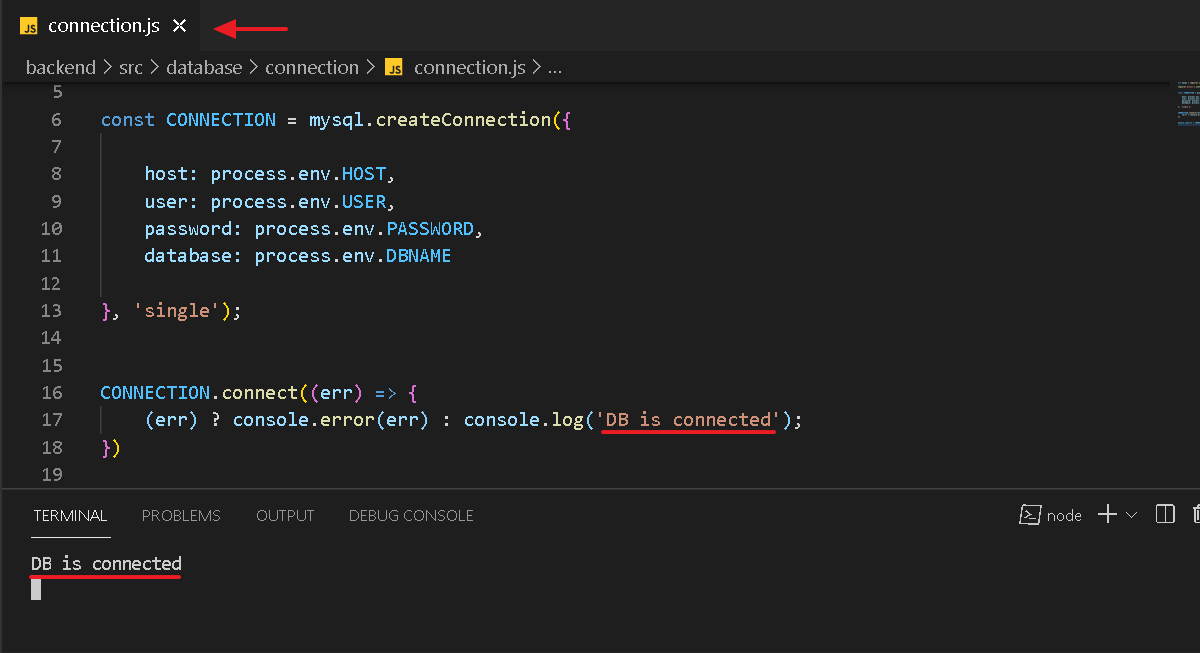 JS connection.js ×
backend > src > database > connection > JS connection.js > ...
5
6 const CONNECTION = mysql.createConnection({
7
8     host: process.env.HOST,
9     user: process.env.USER,
10     password: process.env.PASSWORD,
11     database: process.env.DBNAME
12
13 }, 'single');
14
15
16 CONNECTION.connect((err) => {
17     (err) ? console.error(err) : console.log('DB is connected');
18 })
19
TERMINAL PROBLEMS OUTPUT DEBUG CONSOLE node
DB is connected